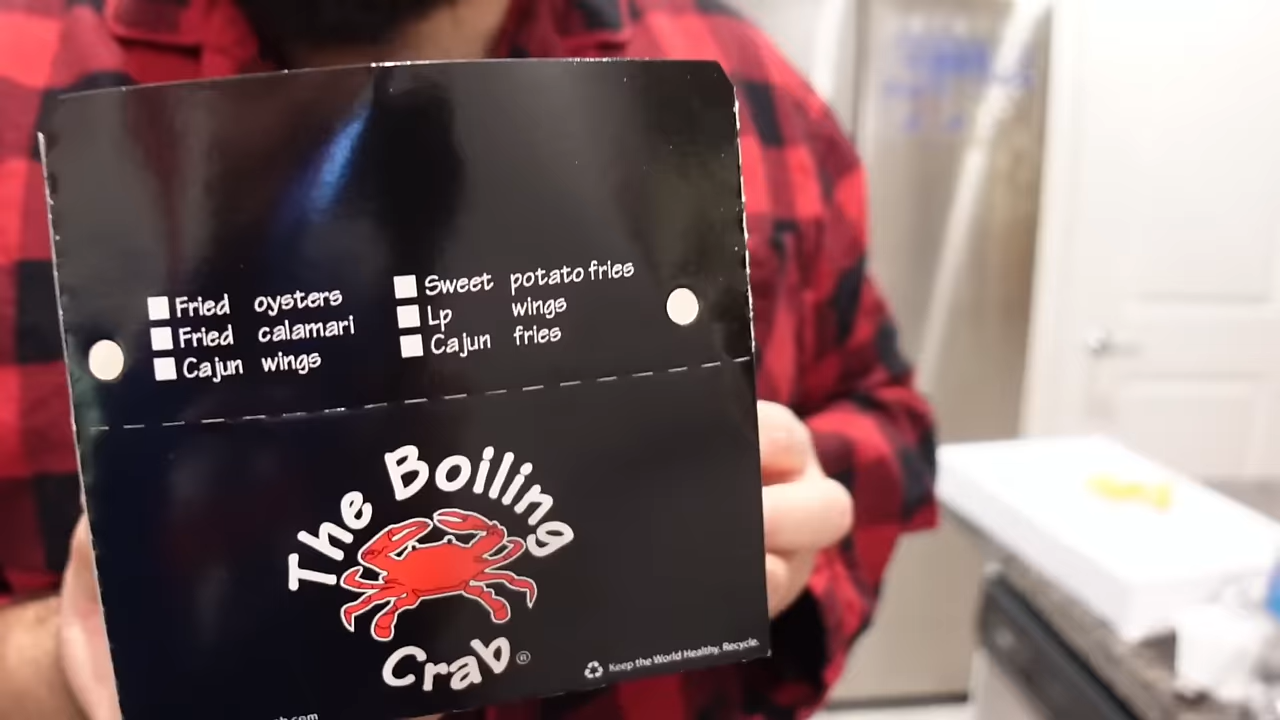 Fried oysters
Fried calamari
Cajun wings
Sweet potato fries
Lp wings
Cajun fries
The Boiling
Crab®
Keep the World Healthy. Recycle.